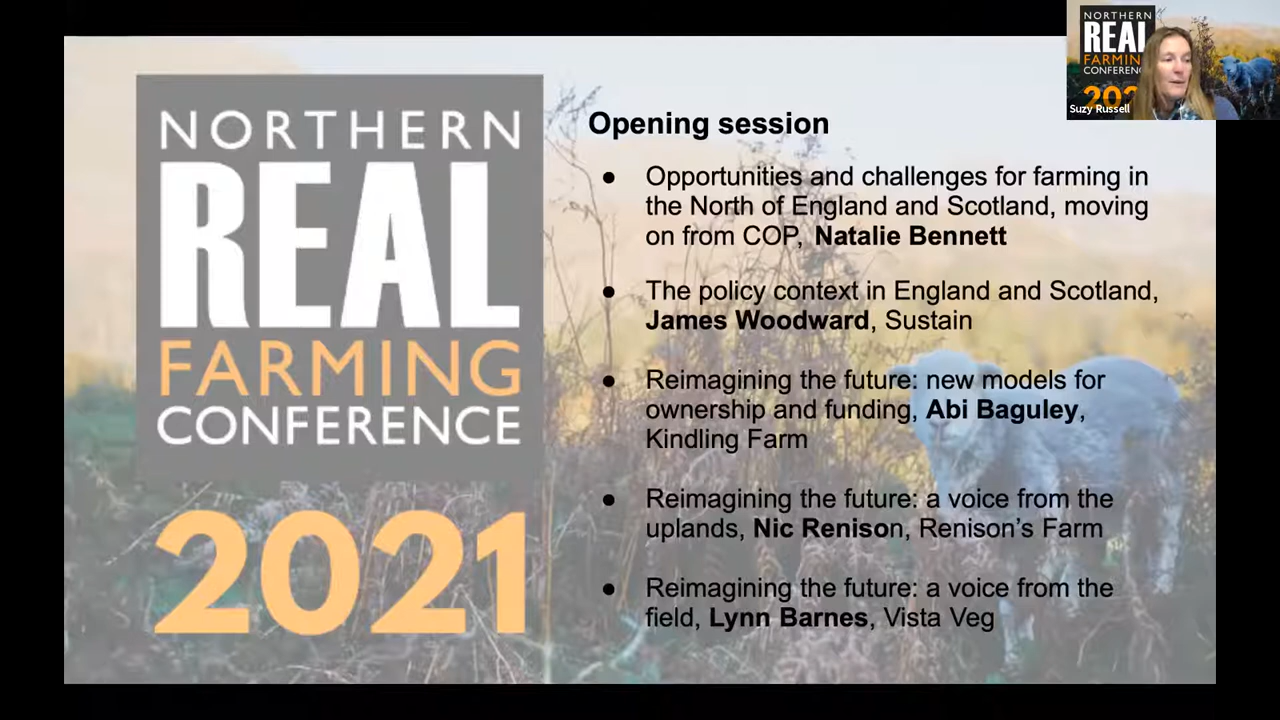 NORTHERN
REAL
FARMING
CONFERENCE
2021
Opening session
● Opportunities and challenges for farming in
the North of England and Scotland, moving
on from COP, Natalie Bennett
● The policy context in England and Scotland,
James Woodward, Sustain
● Reimagining the future: new models for
ownership and funding, Abi Baguley,
Kindling Farm
● Reimagining the future: a voice from the
uplands, Nic Renison, Renison's Farm
● Reimagining the future: a voice from the
field, Lynn Barnes, Vista Veg
NORTHERN
REAL
FARMIN
CONFERENC
202
Suzy Russell